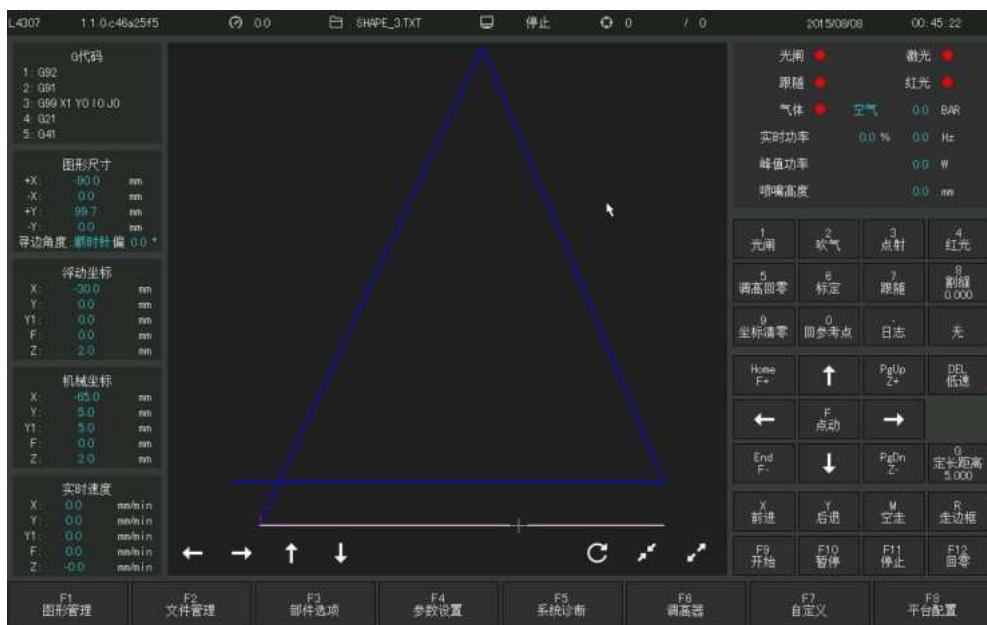 L4307 1.1.0c46a25f5 0.0 SHAPE_3.TXT 停止 0 / 0 2015/08/08 00:45:22
G代码
1: G92
2: G91
3: G99 X1 Y0 I0 J0
4: G21
5: G41
图形尺寸
+X: -90.0 mm
-X: 0.0 mm
+Y: 99.7 mm
-Y: 0.0 mm
寻边角度 顺时针偏 0.0 °
浮动坐标
X: -30.0 mm
Y: 0.0 mm
Y1: 0.0 mm
F: 0.0 mm
Z: 2.0 mm
机械坐标
X: -65.0 mm
Y: 5.0 mm
Y1: 5.0 mm
F: 0.0 mm
Z: 2.0 mm
实时速度
X: 0.0 mm/min
Y: 0.0 mm/min
Y1: 0.0 mm/min
F: 0.0 mm/min
Z: -0.0 mm/min
光闸 激光
跟随 红光
气体 空气 0.0 BAR
实时功率 0.0 % 0.0 Hz
峰值功率 0.0 W
喷嘴高度 0.0 mm
1 2 3 4
光闸 吹气 点射 红光
5 6 7 8
调高回零 标定 跟随 割缝
0.000
9 0 .
坐标清零 回参考点 日志 无
Home PgUp DEL
F+ Z+ 低速
F
点动
End PgDn G
F- Z- 定长距离
5.000
X Y M R
前进 后退 空走 走边框
F9 F10 F11 F12
开始 暂停 停止 回零
F1 F2 F3 F4 F5 F6 F7 F8
图形管理 文件管理 部件选项 参数设置 系统诊断 调高器 自定义 平台配置